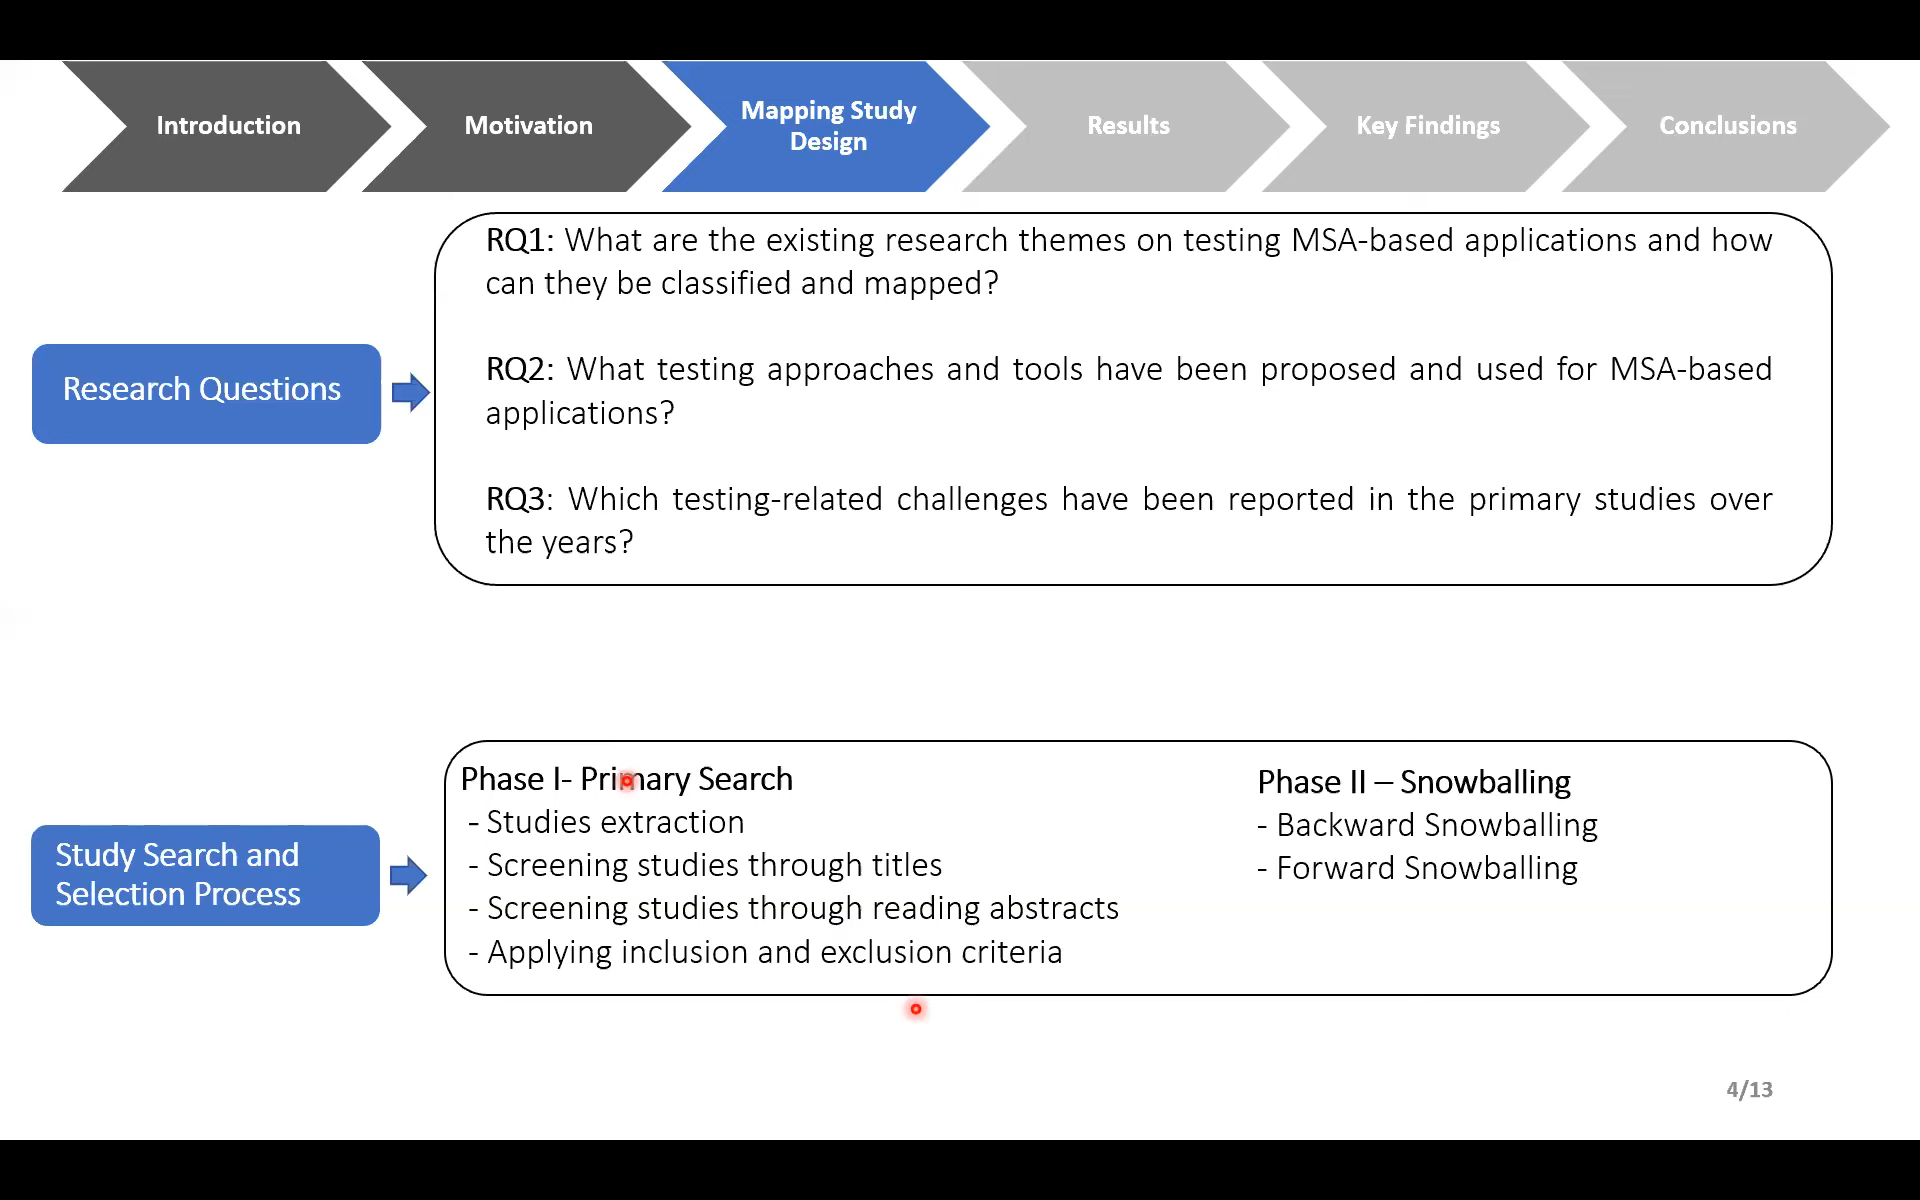 Introduction
Motivation
Mapping Study
Design
Results
Key Findings
Conclusions
Research Questions
RQ1: What are the existing research themes on testing MSA-based applications and how
can they be classified and mapped?
RQ2: What testing approaches and tools have been proposed and used for MSA-based
applications?
RQ3: Which testing-related challenges have been reported in the primary studies over
the years?
Study Search and
Selection Process
Phase I- Primary Search
- Studies extraction
- Screening studies through titles
- Screening studies through reading abstracts
- Applying inclusion and exclusion criteria
Phase II – Snowballing
- Backward Snowballing
- Forward Snowballing
4/13